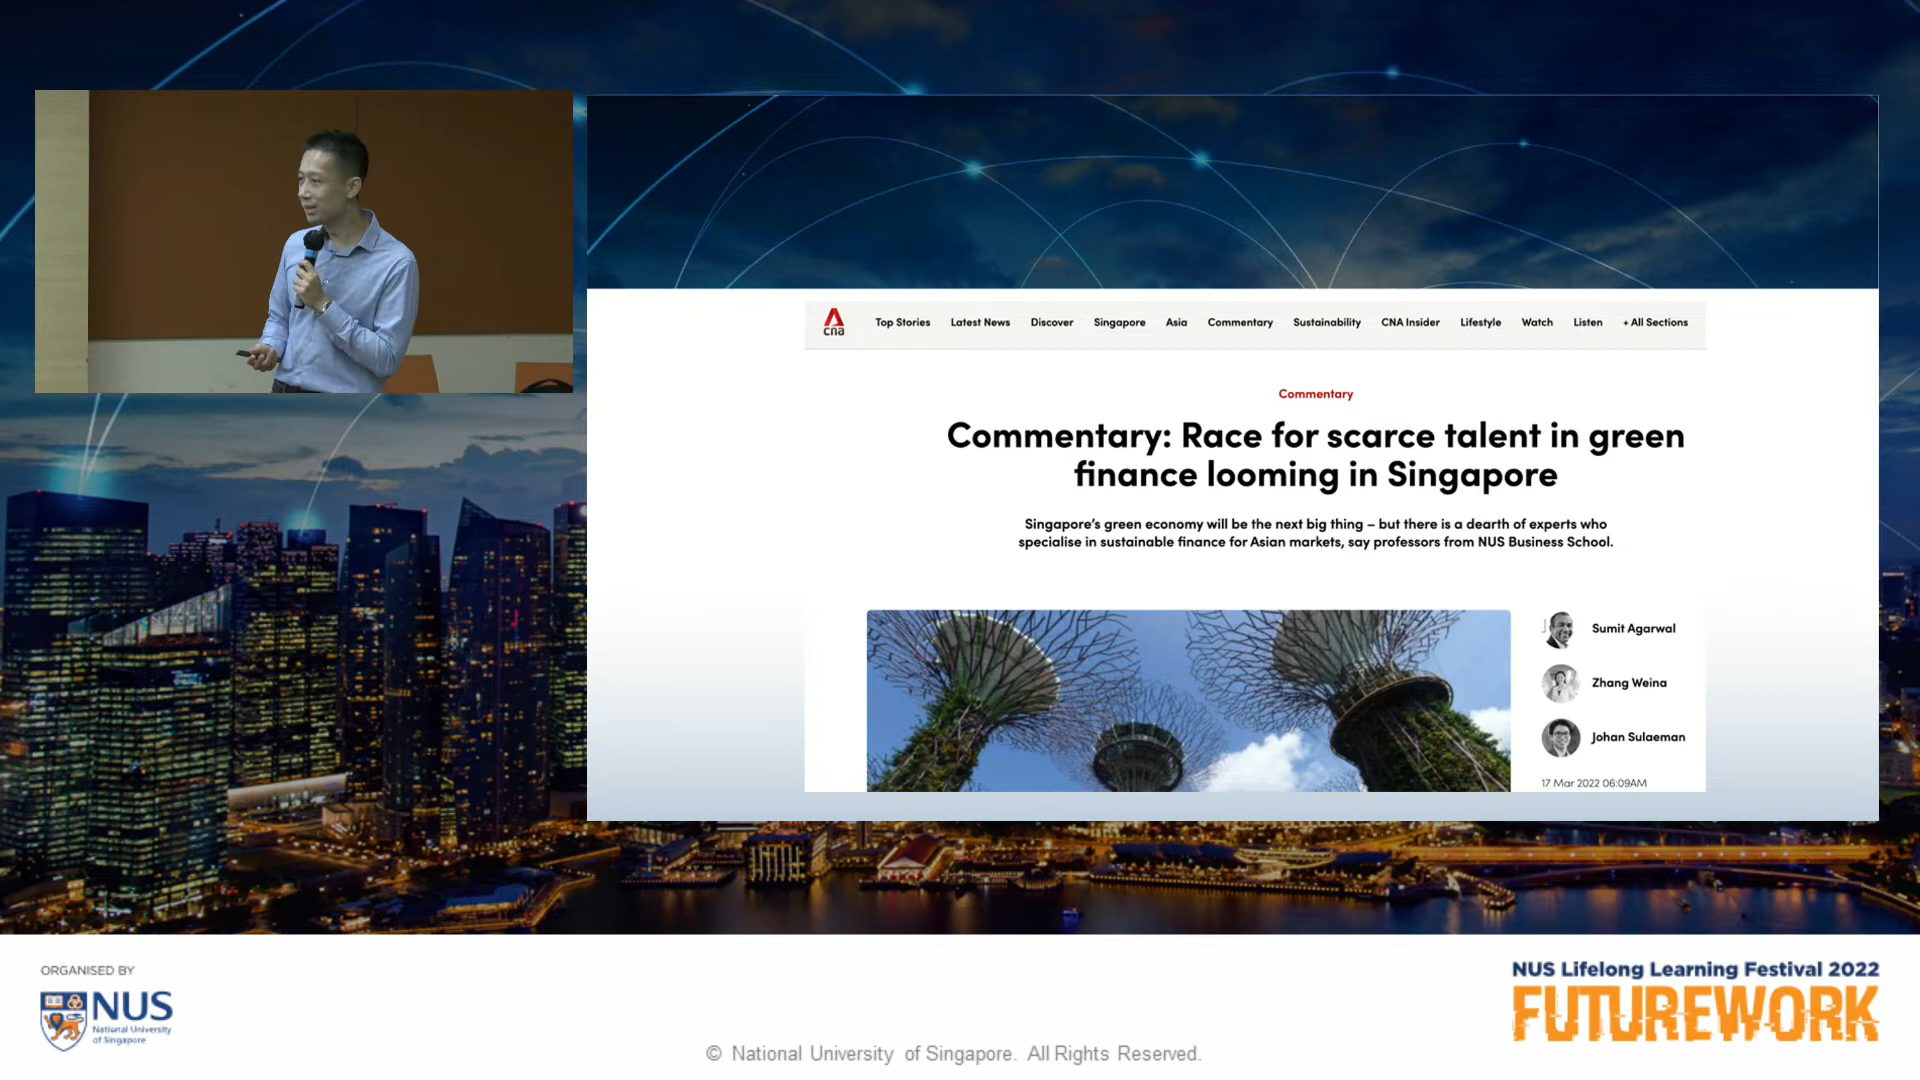 cna
Top Stories Latest News Discover Singapore Asia Commentary Sustainability CNA Insider Lifestyle Watch Listen + All Sections
Commentary
Commentary: Race for scarce talent in green
finance looming in Singapore
Singapore's green economy will be the next big thing – but there is a dearth of experts who
specialise in sustainable finance for Asian markets, say professors from NUS Business School.
Sumit Agarwal
Zhang Weina
Johan Sulaeman
17 Mar 2022 06:09AM
ORGANISED BY
NUS
National University
of Singapore
© National University of Singapore. All Rights Reserved.
NUS Lifelong Learning Festival 2022
FUTUREWORK